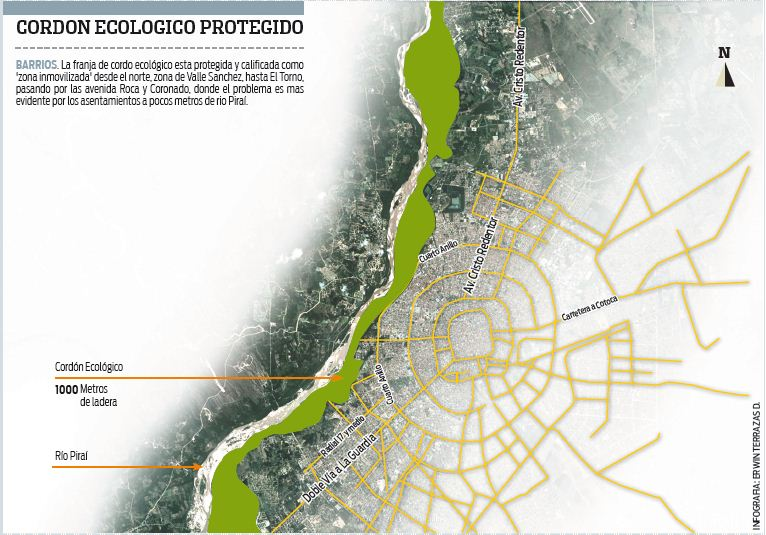 CORDON ECOLOGICO PROTEGIDO
BARRIOS. La franja de cordo ecológico esta protegida y calificada como
"zona inmovilizada" desde el norte, zona de Valle Sanchez, hasta El Torno,
pasando por las avenida Roca y Coronado, donde el problema es mas
evidente por los asentamientos a pocos metros de rio Piraí.
N
Av. Cristo Redentor
Cuarto Anillo
Av. Cristo Redentor
Carretera a Cotoca
Cordón Ecológico
1000 Metros
de ladera
Cuarto Anillo
Radial 17 y medio
Doble Vía a La Guardia
Río Piraí
INFOGRAFIA: ERWIN TERRAZAS D.